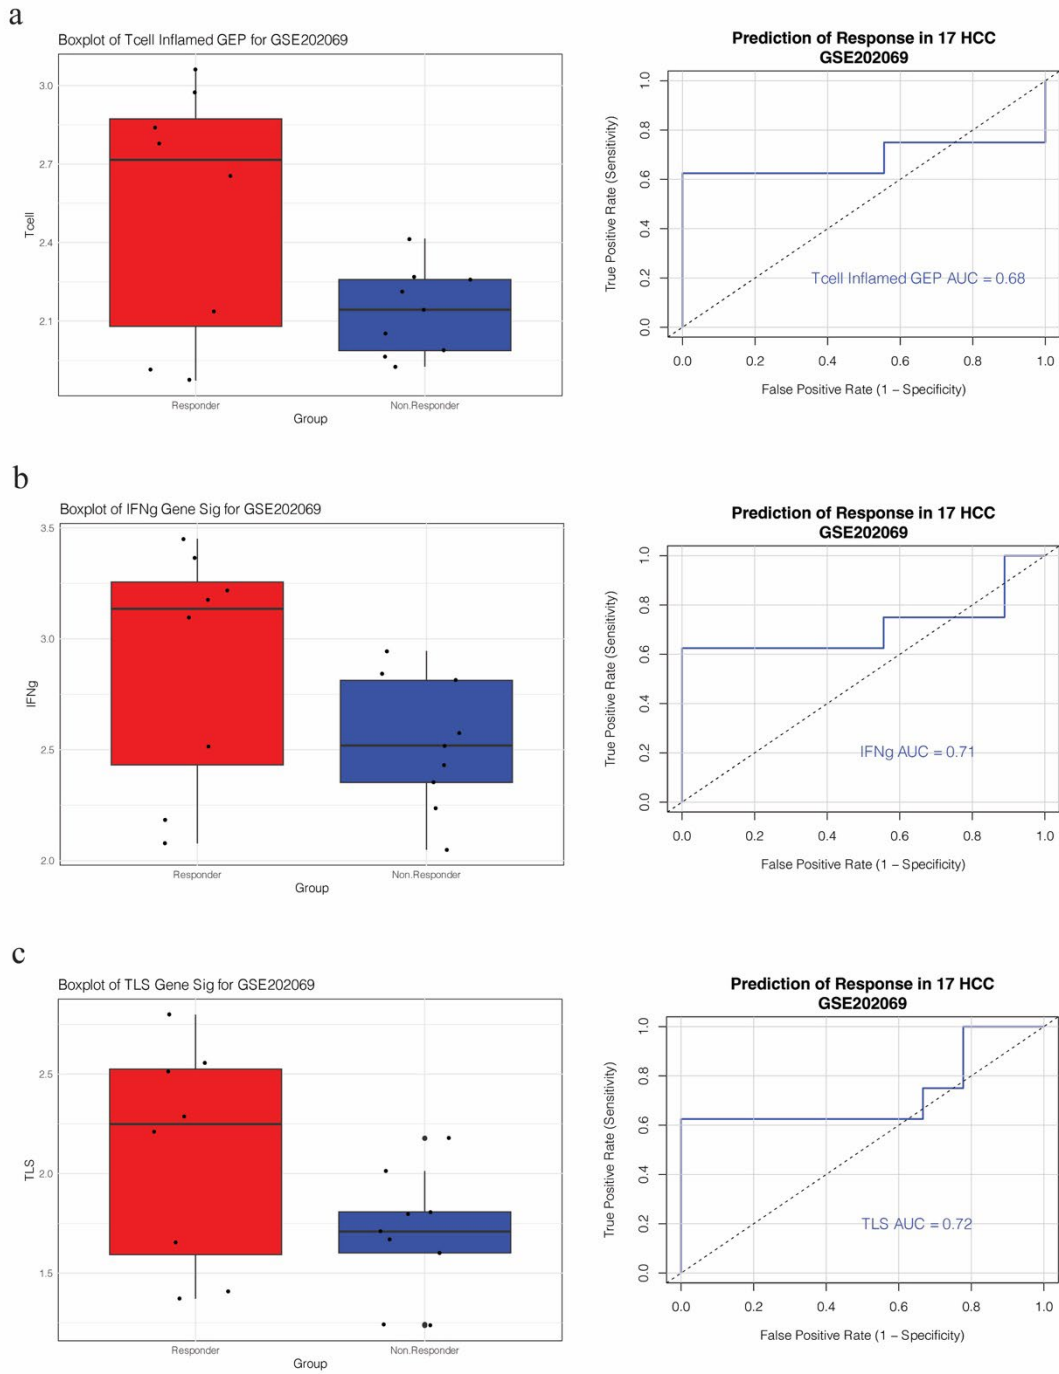 a
Boxplot of Tcell Inflamed GEP for GSE202069
3.0
2.7
2.4
2.1
Tcell
Responder
Non.Responder
Group
Prediction of Response in 17 HCC
GSE202069
True Positive Rate (Sensitivity)
1.0
0.8
0.6
0.4
0.2
0.0
Tcell Inflamed GEP AUC = 0.68
0.0 0.2 0.4 0.6 0.8 1.0
False Positive Rate (1 − Specificity)
b
Boxplot of IFNg Gene Sig for GSE202069
3.5
3.0
2.5
2.0
IFNg
Responder
Non.Responder
Group
Prediction of Response in 17 HCC
GSE202069
True Positive Rate (Sensitivity)
1.0
0.8
0.6
0.4
0.2
0.0
IFNg AUC = 0.71
0.0 0.2 0.4 0.6 0.8 1.0
False Positive Rate (1 − Specificity)
c
Boxplot of TLS Gene Sig for GSE202069
2.5
2.0
1.5
TLS
Responder
Non.Responder
Group
Prediction of Response in 17 HCC
GSE202069
True Positive Rate (Sensitivity)
1.0
0.8
0.6
0.4
0.2
0.0
TLS AUC = 0.72
0.0 0.2 0.4 0.6 0.8 1.0
False Positive Rate (1 − Specificity)